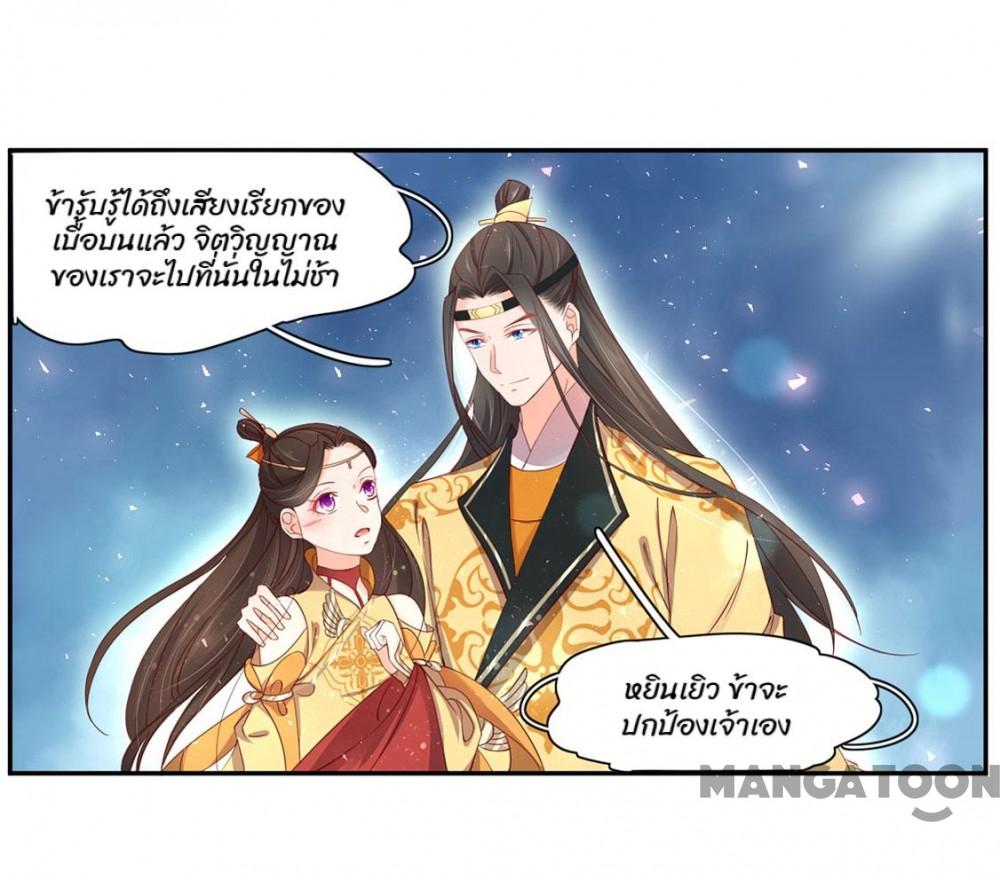 ข้ารับรู้ได้ถึงเสียงเรียกของ
เบื้อบนแล้ว จิตวิญญาณ
ของเราจะไปที่นั่นในไม่ช้า
หยินเยิว ข้าจะ
ปกป้องเจ้าเอง
MANGATOON